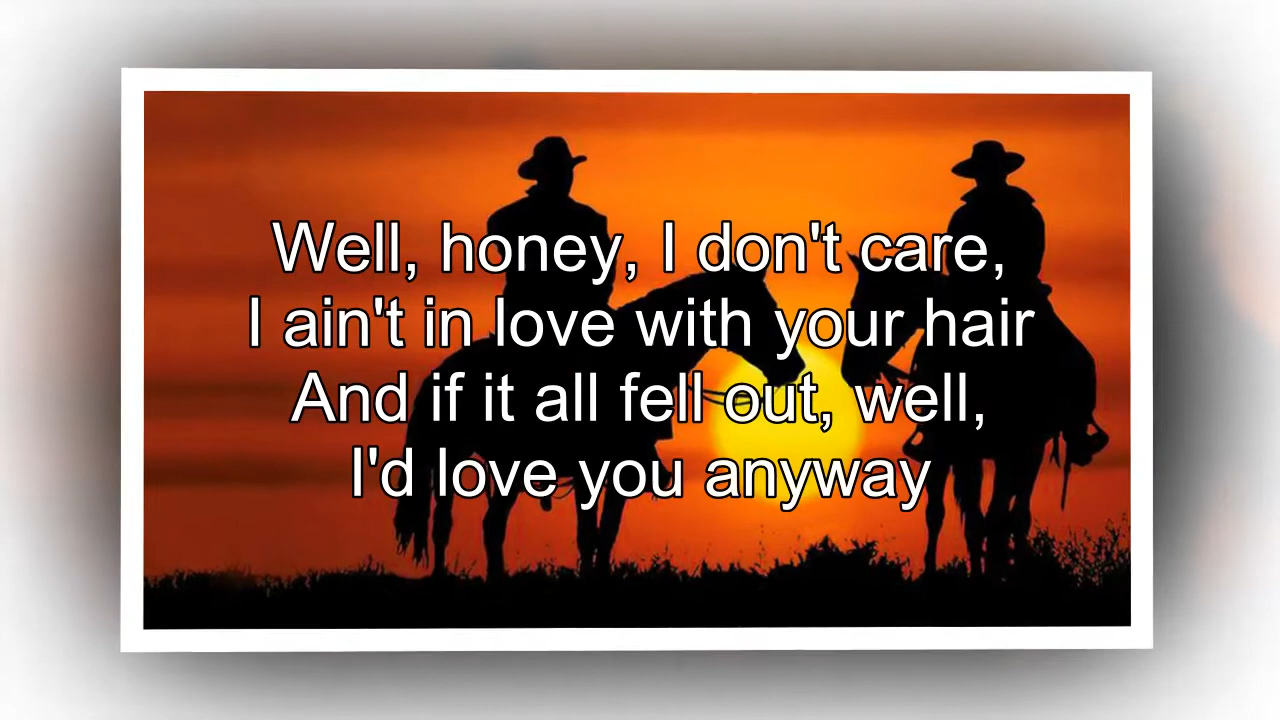 Well, honey, I don't care,
I ain't in love with your hair
And if it all fell out, well,
I'd love you anyway